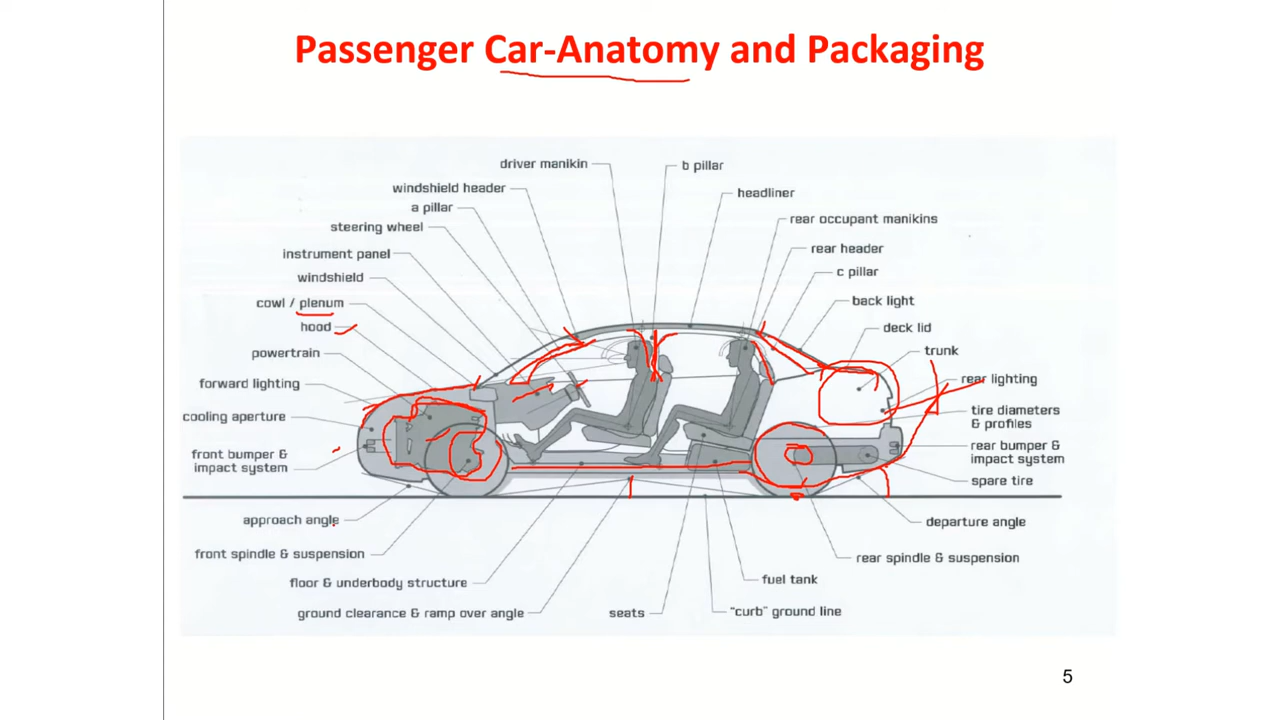 Passenger Car-Anatomy and Packaging
driver manikin
b pillar
windshield header
headliner
a pillar
rear occupant manikins
steering wheel
rear header
instrument panel
c pillar
windshield
back light
cowl / plenum
deck lid
hood
trunk
powertrain
rear lighting
forward lighting
tire diameters
& profiles
cooling aperture
rear bumper &
impact system
front bumper &
impact system
spare tire
approach angle
departure angle
front spindle & suspension
rear spindle & suspension
floor & underbody structure
fuel tank
ground clearance & ramp over angle
seats
"curb" ground line
5